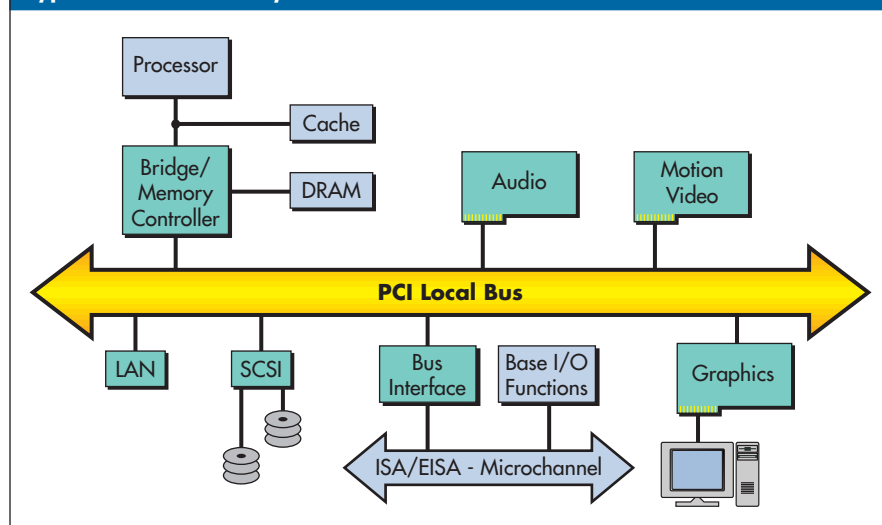 Processor
Cache
Bridge/
Memory
Controller
DRAM
Audio
Motion
Video
PCI Local Bus
LAN
SCSI
Bus
Interface
Base I/O
Functions
Graphics
ISA/EISA - Microchannel